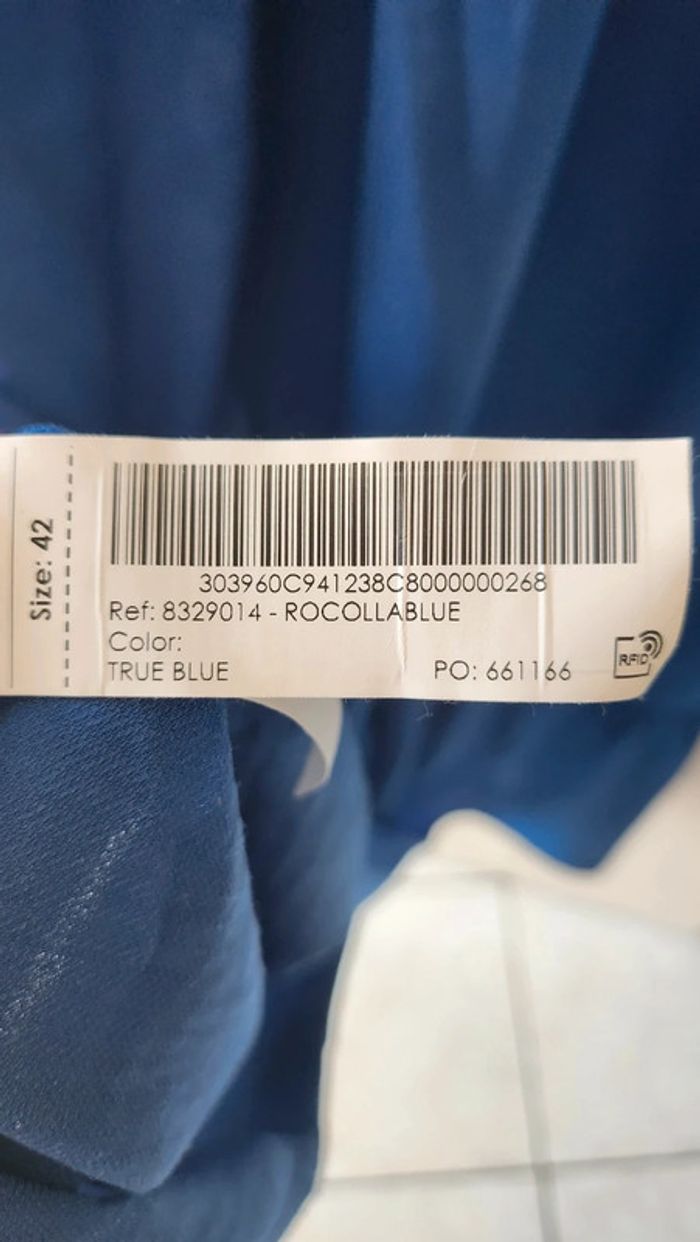 Size: 42
303960C941238C8000000268
Ref: 8329014 - ROCOLLABLUE
Color:
TRUE BLUE PO: 661166
RFID